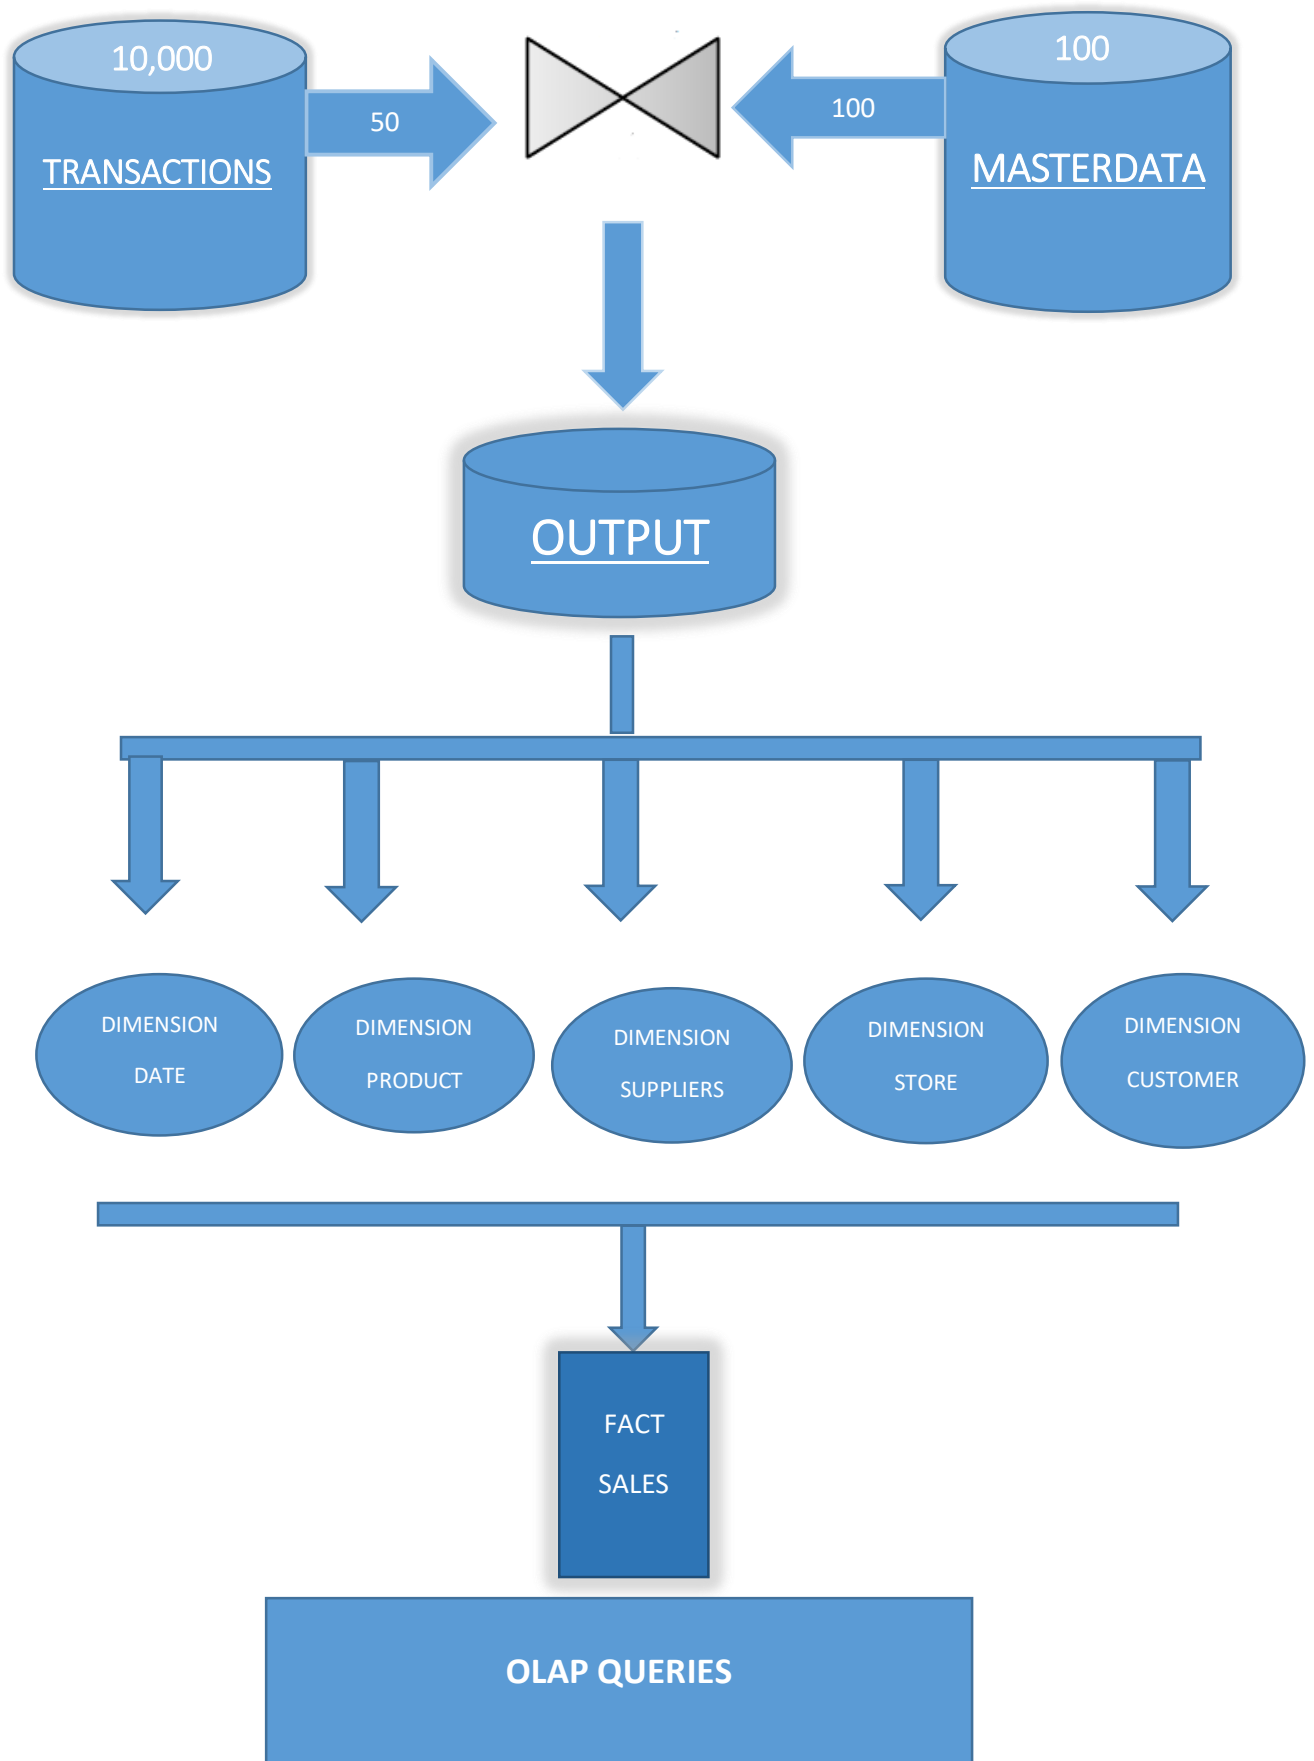 10,000
100
50
100
TRANSACTIONS
MASTERDATA
OUTPUT
DIMENSION
DATE
DIMENSION
PRODUCT
DIMENSION
SUPPLIERS
DIMENSION
STORE
DIMENSION
CUSTOMER
FACT
SALES
OLAP QUERIES